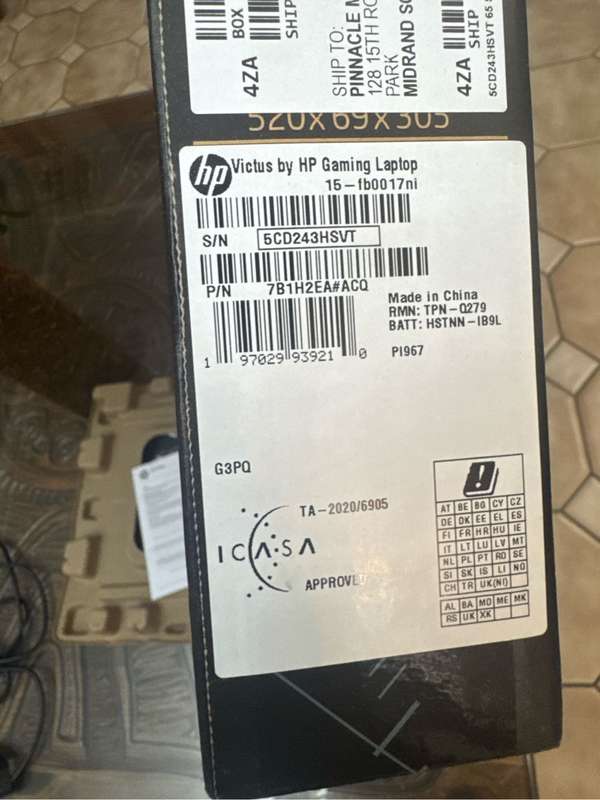 BOX
4ZA
SHIP
SHIP TO:
PINNACLE
128 15TH
PARK
MIDRAND
4ZA
SHIP
5CD243HSVT 65
520x69x305
hp
Victus by HP Gaming Laptop
15-fb0017ni
S/N 5CD243HSVT
P/N 7B1H2EA#ACQ
Made in China
RMN: TPN-Q279
BATT: HSTNN-IB9L
1 97029 93921 0
PI967
G3PQ
TA-2020/6905
ICASA
APPROVED
AT BE BG CY CZ
DE DK EE EL ES
FI FR HR HU IE
IT LT LU LV MT
NL PL PT RO SE
SI SK IS LI NO
CH TR UK(NI)
AL BA MD ME MK
RS UK XK